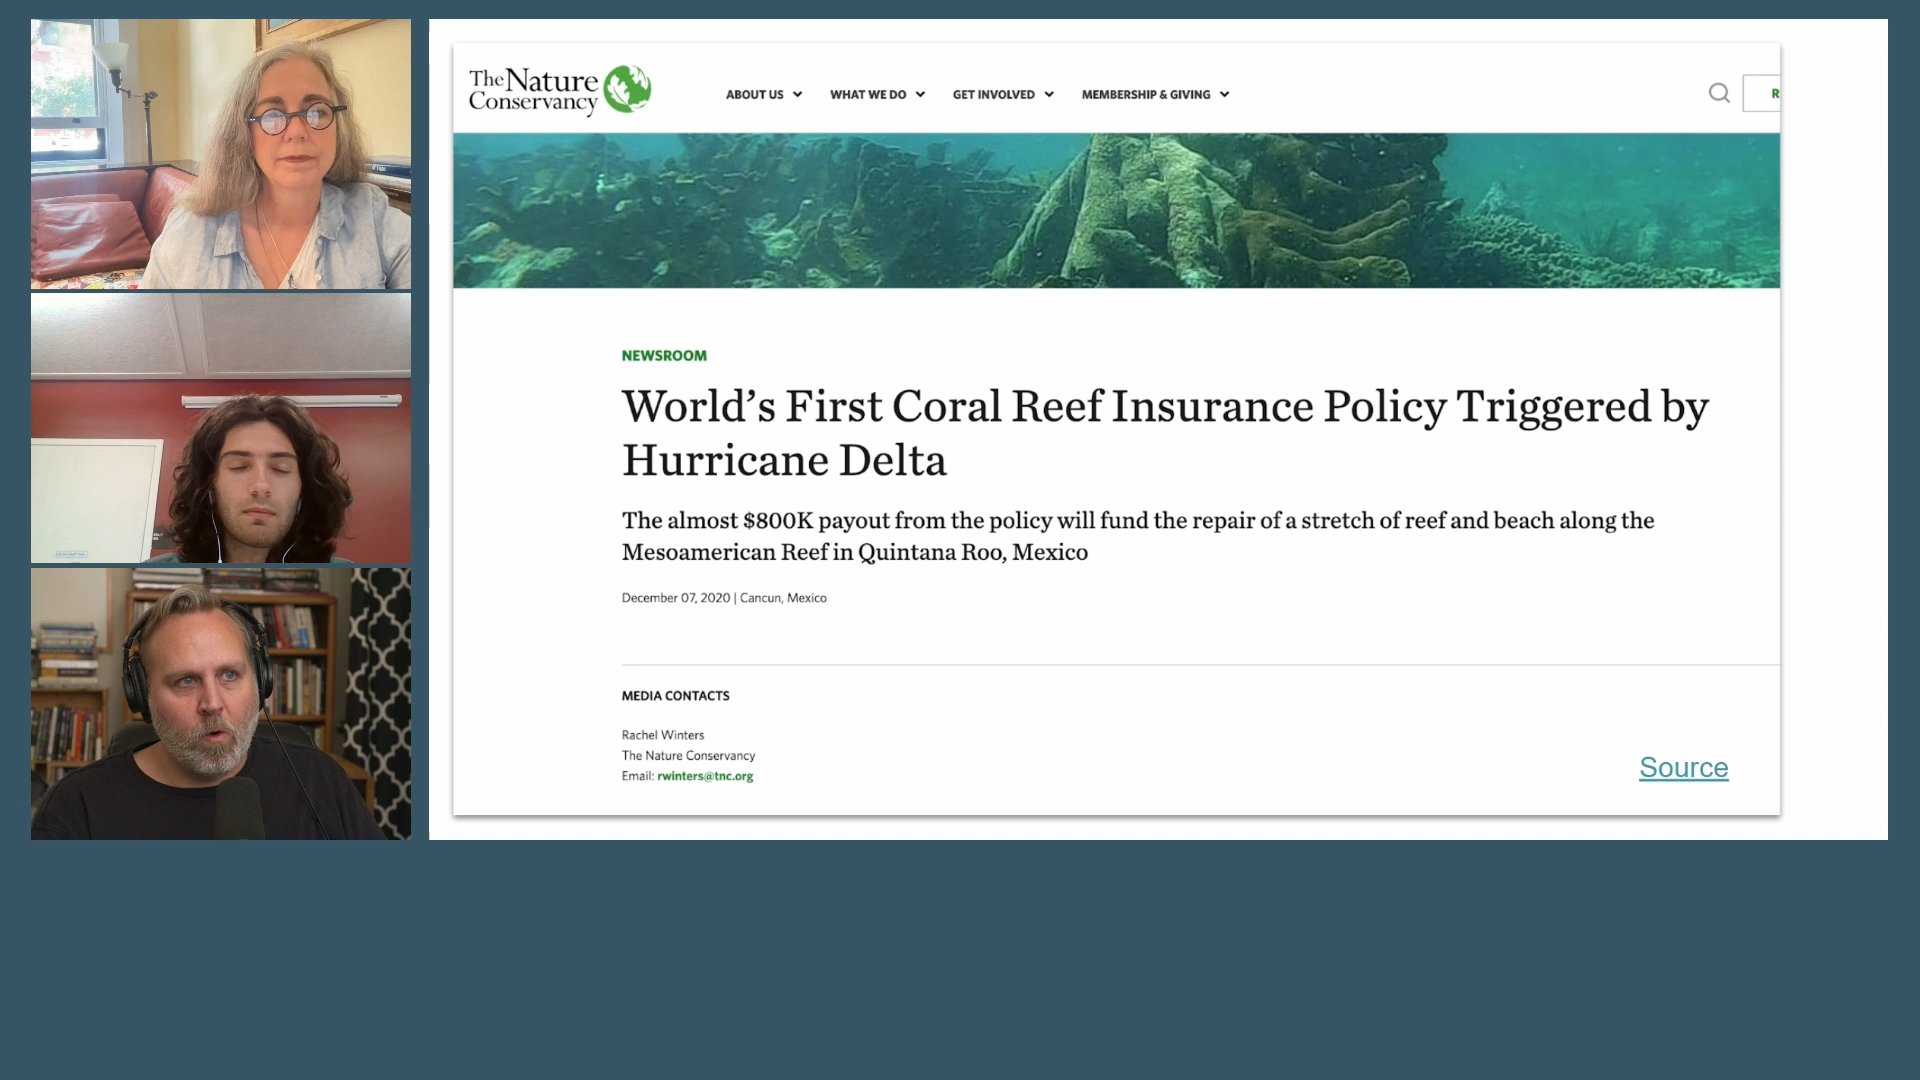 The Nature
Conservancy
ABOUT US
WHAT WE DO
GET INVOLVED
MEMBERSHIP & GIVING
R
NEWSROOM
World’s First Coral Reef Insurance Policy Triggered by
Hurricane Delta
The almost $800K payout from the policy will fund the repair of a stretch of reef and beach along the
Mesoamerican Reef in Quintana Roo, Mexico
December 07, 2020 | Cancun, Mexico
MEDIA CONTACTS
Rachel Winters
The Nature Conservancy
Email: rwinters@tnc.org
Source